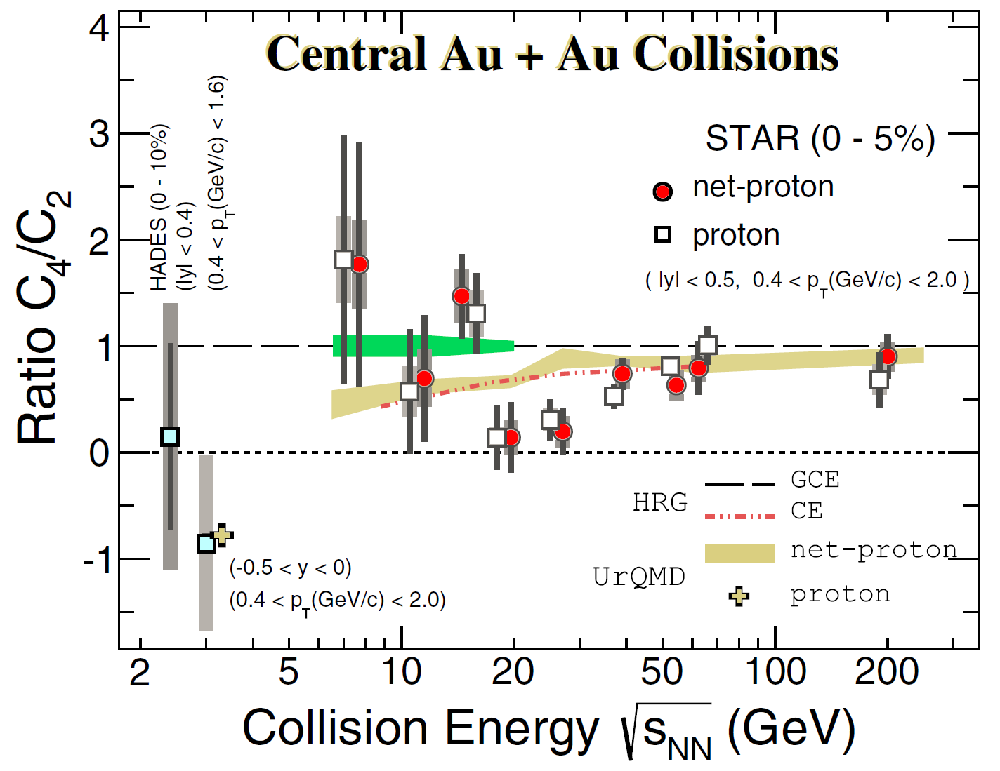 Central Au + Au Collisions
4
3
2
1
0
-1
Ratio C4/C2
HADES (0 - 10%)
(|y| < 0.4)
(0.4 < pT(GeV/c) < 1.6)
STAR (0 - 5%)
net-proton
proton
( |y| < 0.5, 0.4 < pT(GeV/c) < 2.0 )
HRG
GCE
CE
UrQMD
net-proton
proton
(-0.5 < y < 0)
(0.4 < pT(GeV/c) < 2.0)
2 5 10 20 50 100 200
Collision Energy √sNN (GeV)